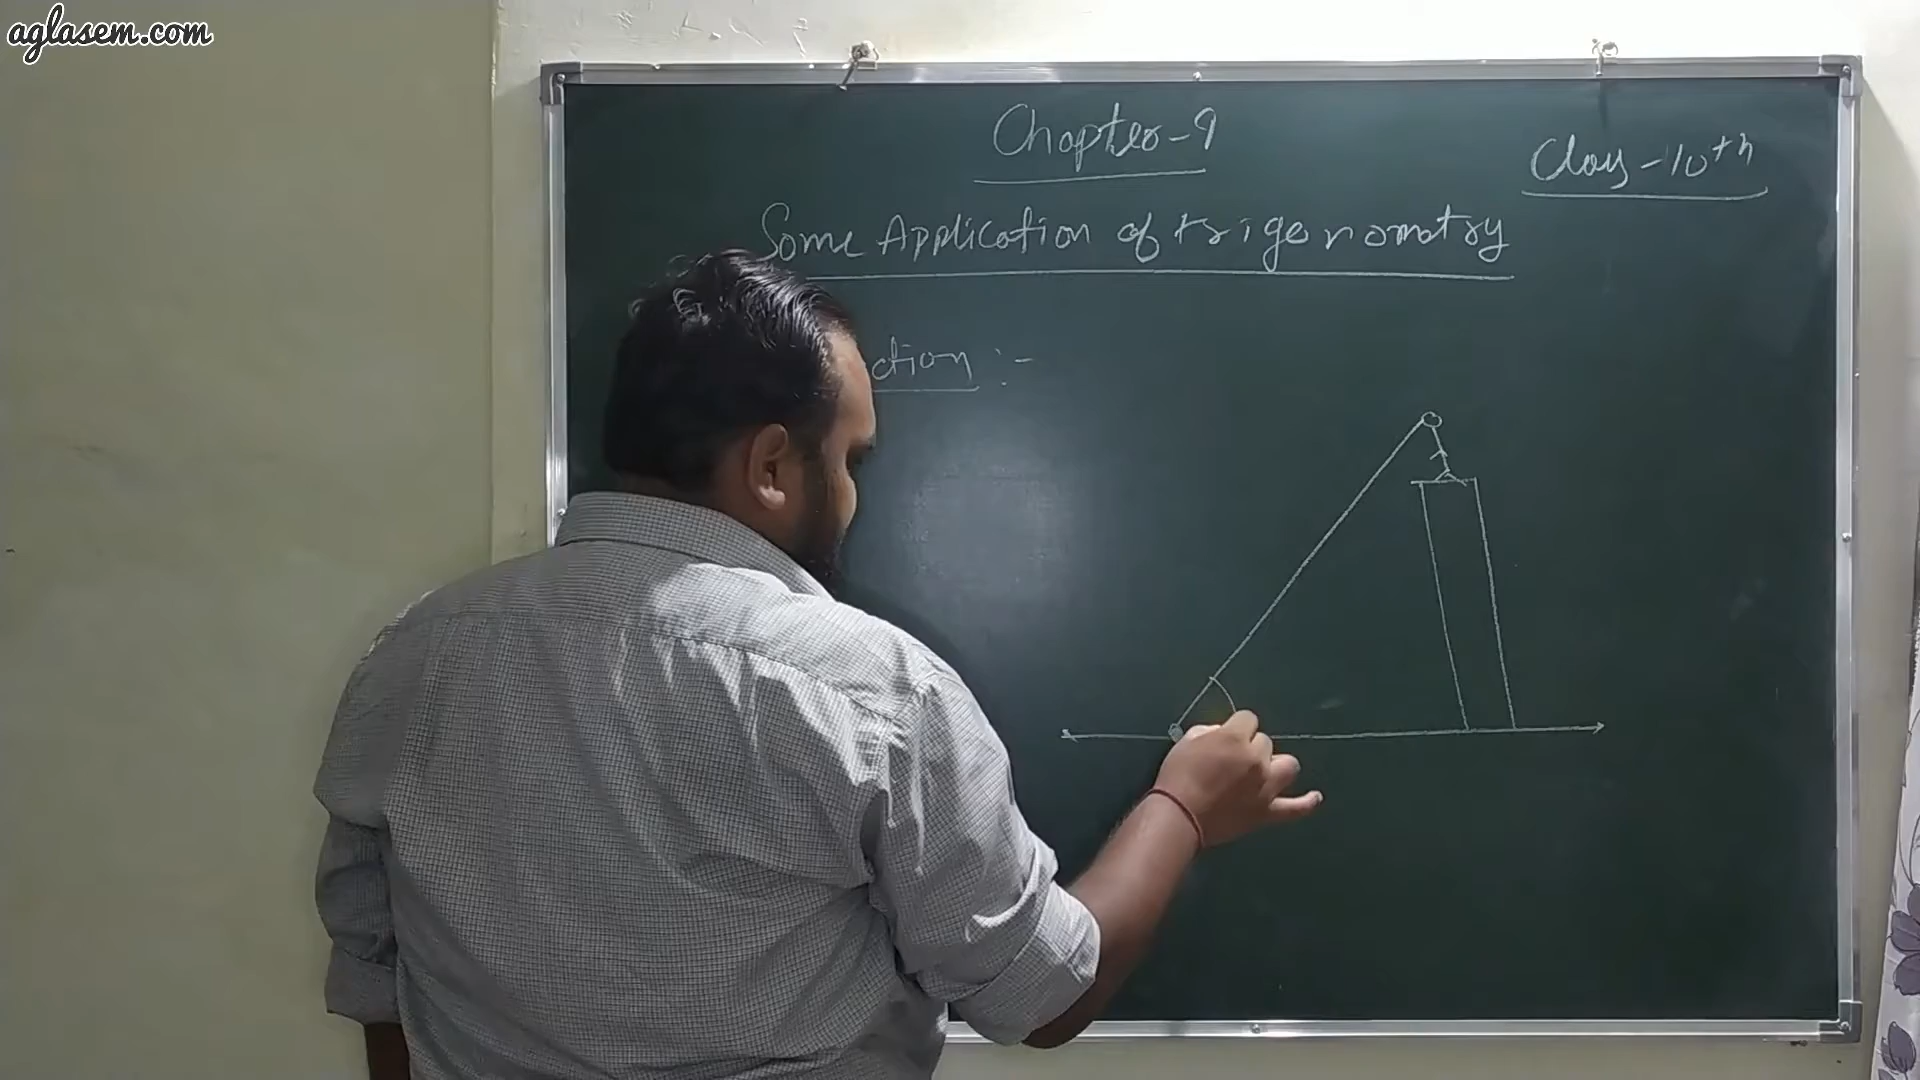 aglasem.com
Chapter-9
Class-10th
Some Application of trigonometry
ction :-